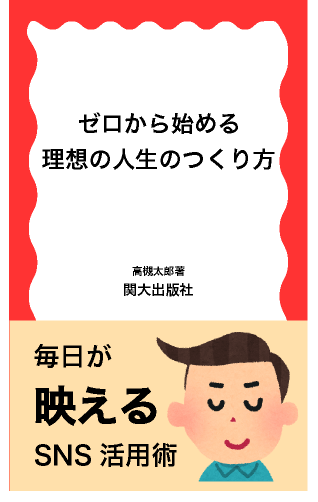 ゼロから始める
理想の人生のつくり方
高槻太郎著
関大出版社
毎日が
映える
SNS 活用術